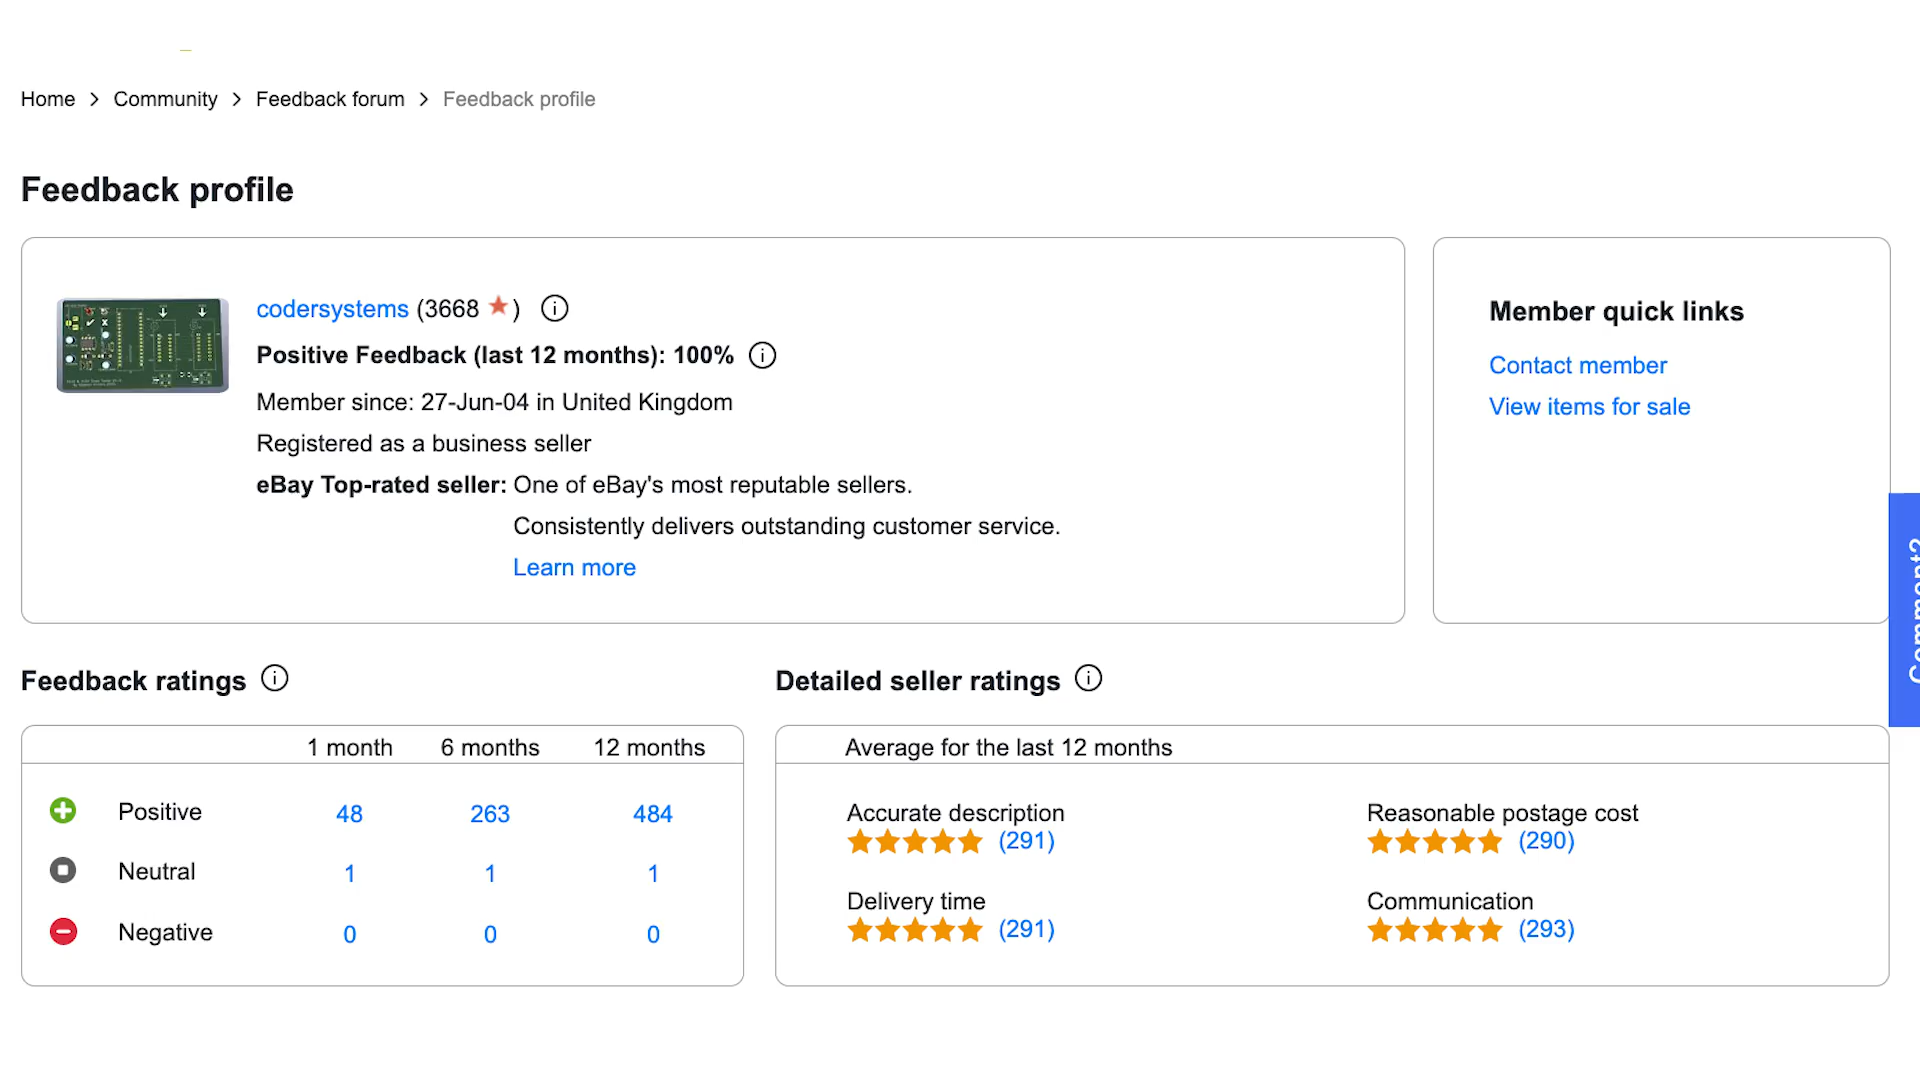 Home > Community > Feedback forum > Feedback profile
Feedback profile
codersystems (3668 ★)
Positive Feedback (last 12 months): 100%
Member since: 27-Jun-04 in United Kingdom
Registered as a business seller
eBay Top-rated seller: One of eBay's most reputable sellers.
Consistently delivers outstanding customer service.
Learn more
Member quick links
Contact member
View items for sale
Comment?
Feedback ratings
1 month 6 months 12 months
Positive 48 263 484
Neutral 1 1 1
Negative 0 0 0
Detailed seller ratings
Average for the last 12 months
Accurate description
(291)
Reasonable postage cost
(290)
Delivery time
(291)
Communication
(293)